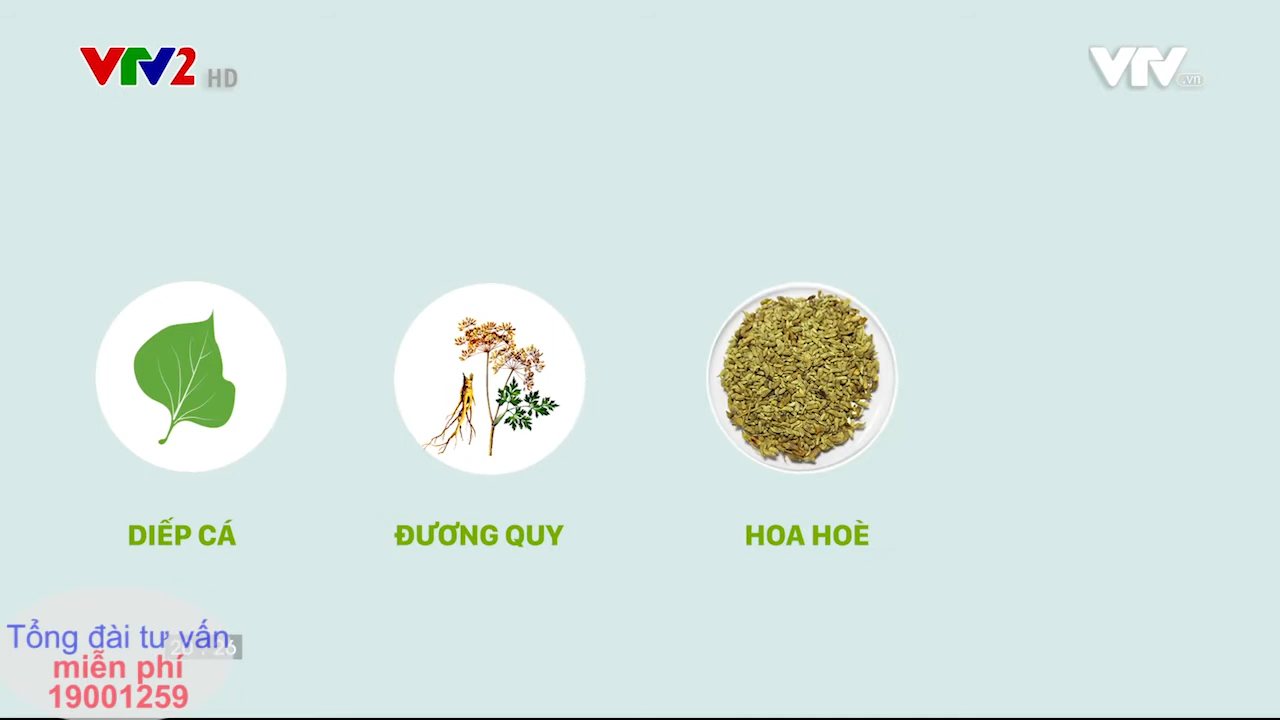 VTV2 HD
VTV.vn
DIẾP CÁ
ĐƯƠNG QUY
HOA HOÈ
Tổng đài tư vấn
miễn phí
19001259